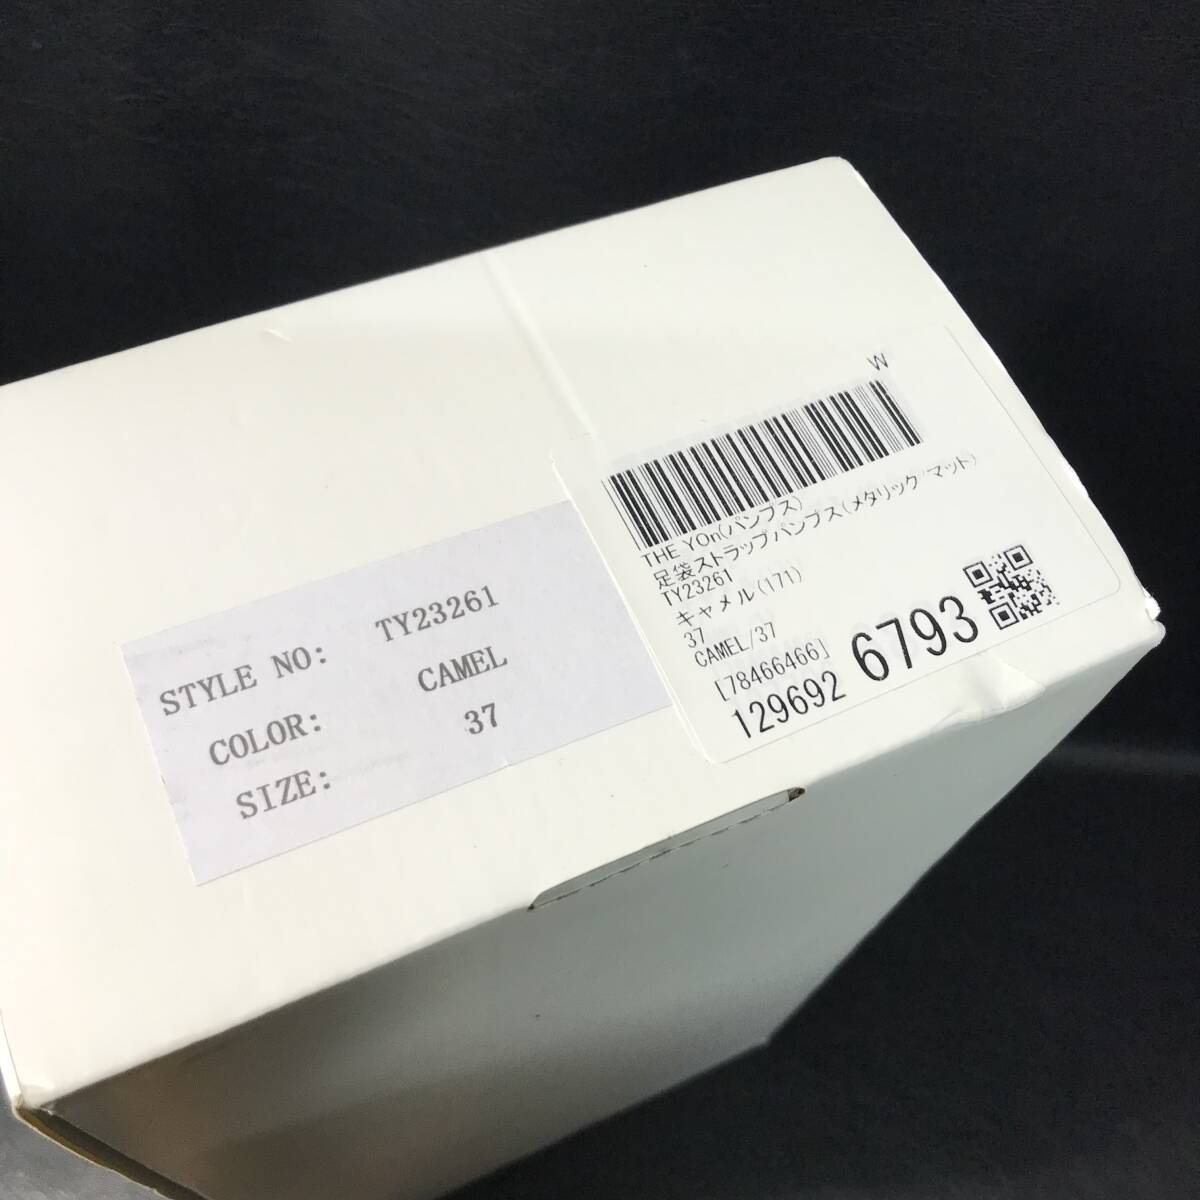 STYLE NO: TY23261
COLOR: CAMEL
SIZE: 37
W
THE YOn(パンプス)
足袋ストラップパンプス(メタリック/マット)
TY23261
キャメル(171)
37
CAMEL/37
[78466466]
129692 6793